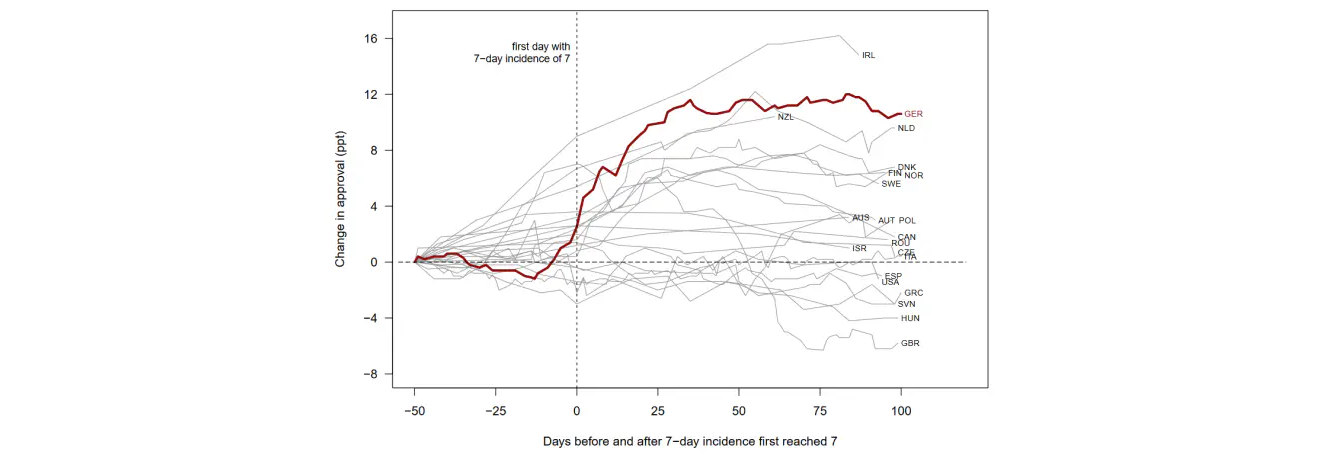 16
12
8
4
0
−4
−8
Change in approval (ppt)
first day with
7−day incidence of 7
IRL
GER
NZL
NLD
DNK
FIN NOR
SWE
AUS
AUT POL
CAN
ROU
ISR
CZE
ITA
ESP
USA
GRC
SVN
HUN
GBR
−50 −25 0 25 50 75 100
Days before and after 7−day incidence first reached 7